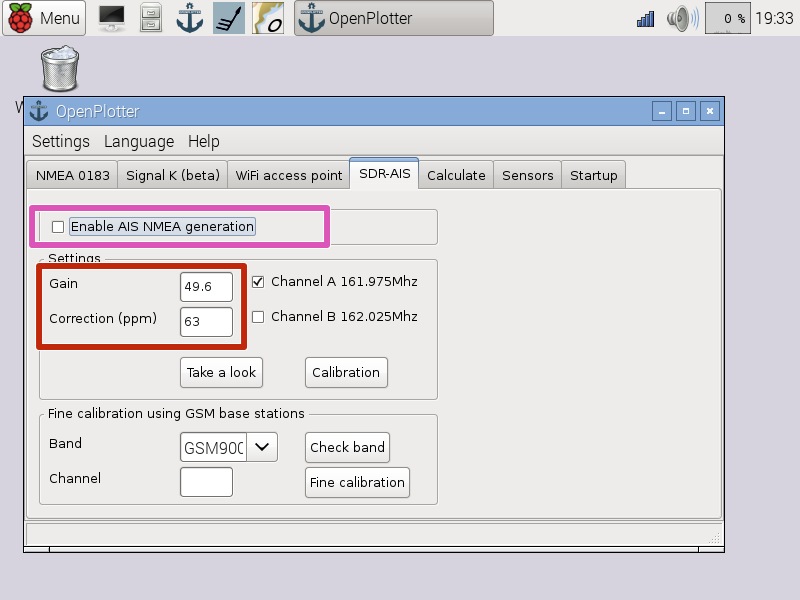 Menu OpenPlotter 0 % 19:33
W
OpenPlotter
Settings Language Help
NMEA 0183 Signal K (beta) WiFi access point SDR-AIS Calculate Sensors Startup
Enable AIS NMEA generation
Settings
Gain 49.6 Channel A 161.975Mhz
Correction (ppm) 63 Channel B 162.025Mhz
Take a look Calibration
Fine calibration using GSM base stations
Band GSM900 Check band
Channel Fine calibration